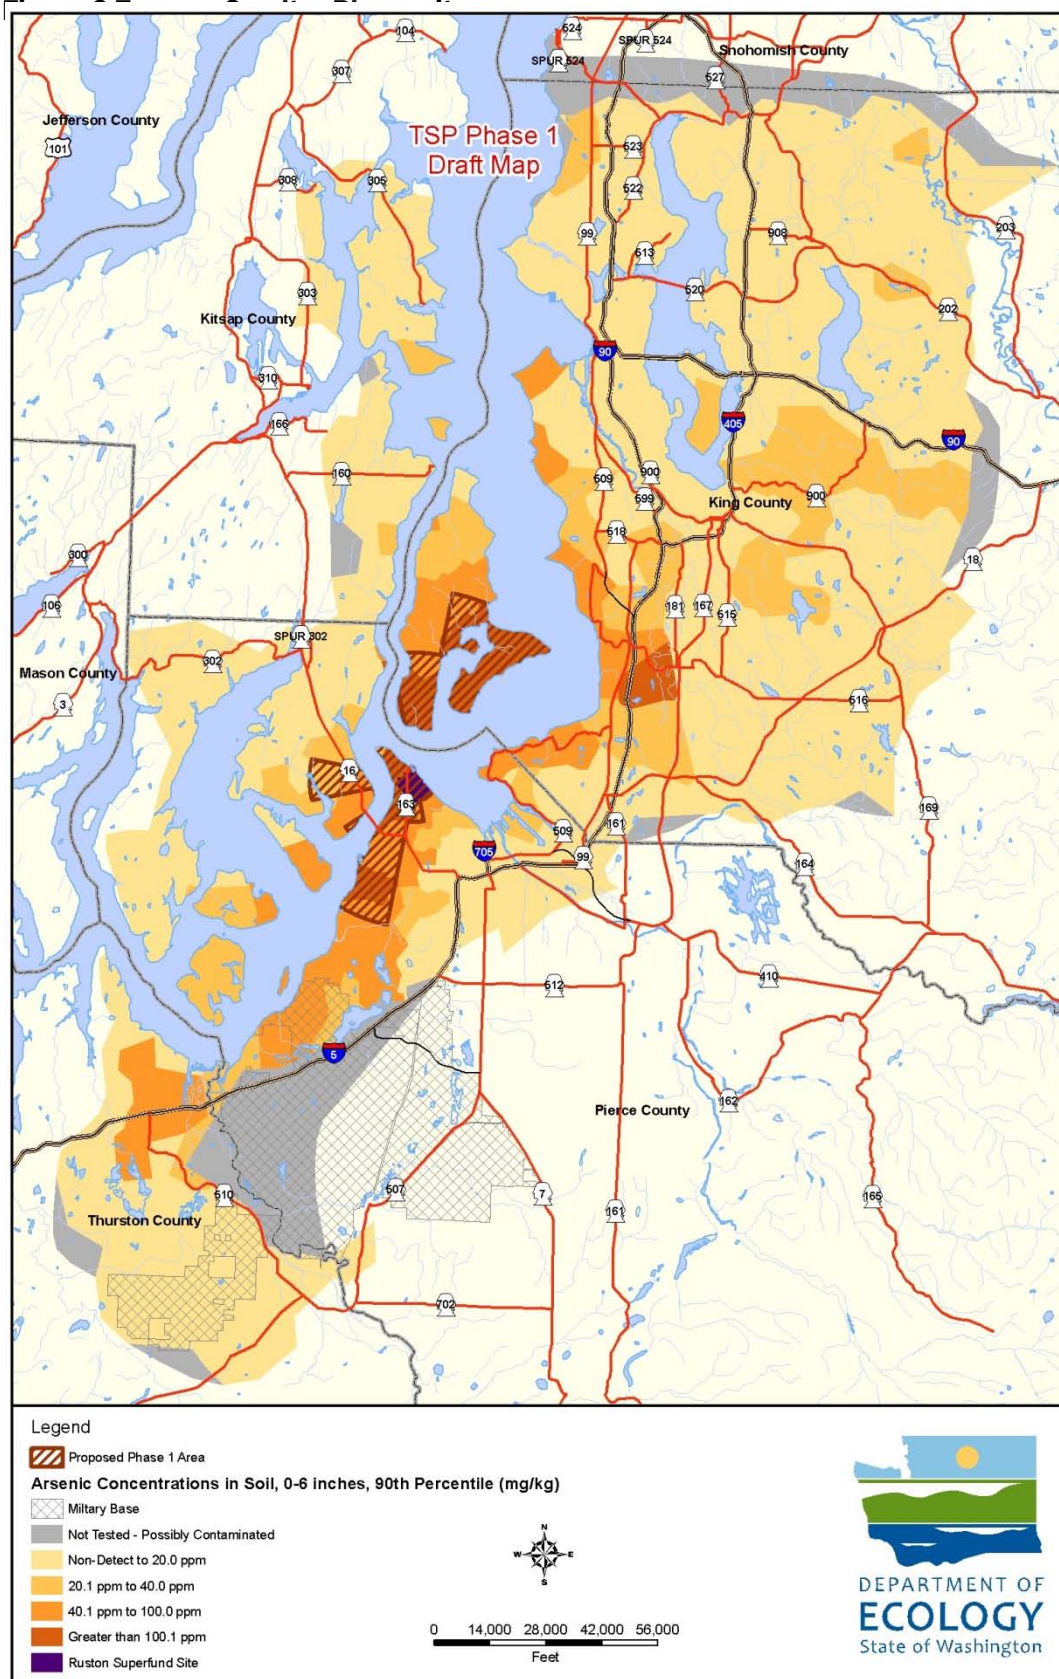 104
524
SPUR 524
SPUR 524
Snohomish County
307
527
Jefferson County
101
TSP Phase 1
Draft Map
523
308
305
522
99
908
203
513
303
520
202
Kitsap County
90
310
166
405
90
160
509
900
599
900
King County
518
300
18
106
181
167
515
SPUR 302
302
Mason County
3
516
16
163
509
161
169
705
99
164
410
512
5
162
Pierce County
507
7
165
510
161
Thurston County
702
Legend
Proposed Phase 1 Area
Arsenic Concentrations in Soil, 0-6 inches, 90th Percentile (mg/kg)
Miltary Base
Not Tested - Possibly Contaminated
Non-Detect to 20.0 ppm
20.1 ppm to 40.0 ppm
40.1 ppm to 100.0 ppm
Greater than 100.1 ppm
Ruston Superfund Site
N
W E
S
0 14,000 28,000 42,000 56,000
Feet
DEPARTMENT OF
ECOLOGY
State of Washington